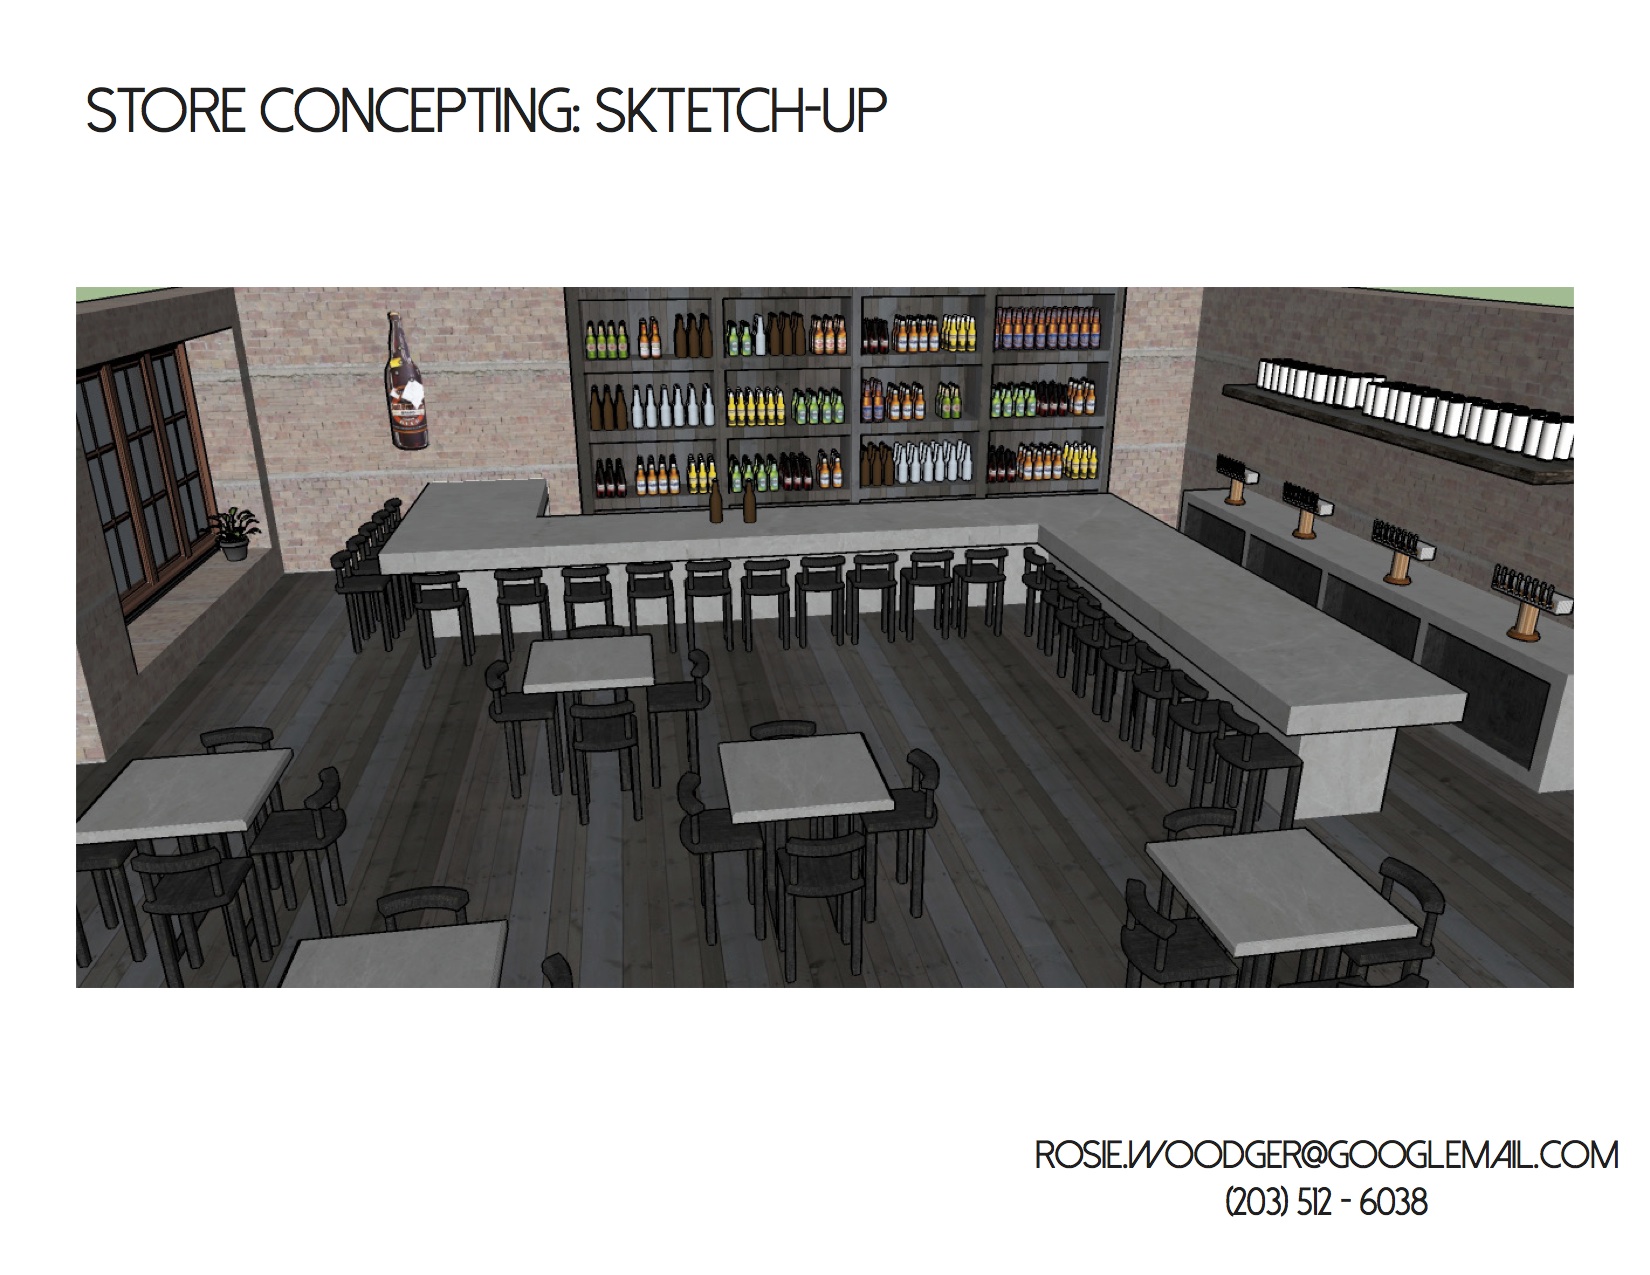 STORE CONCEPTING: SKTETCH-UP
ROSIE.WOODGER@GOOGLEMAIL.COM
(203) 512 - 6038